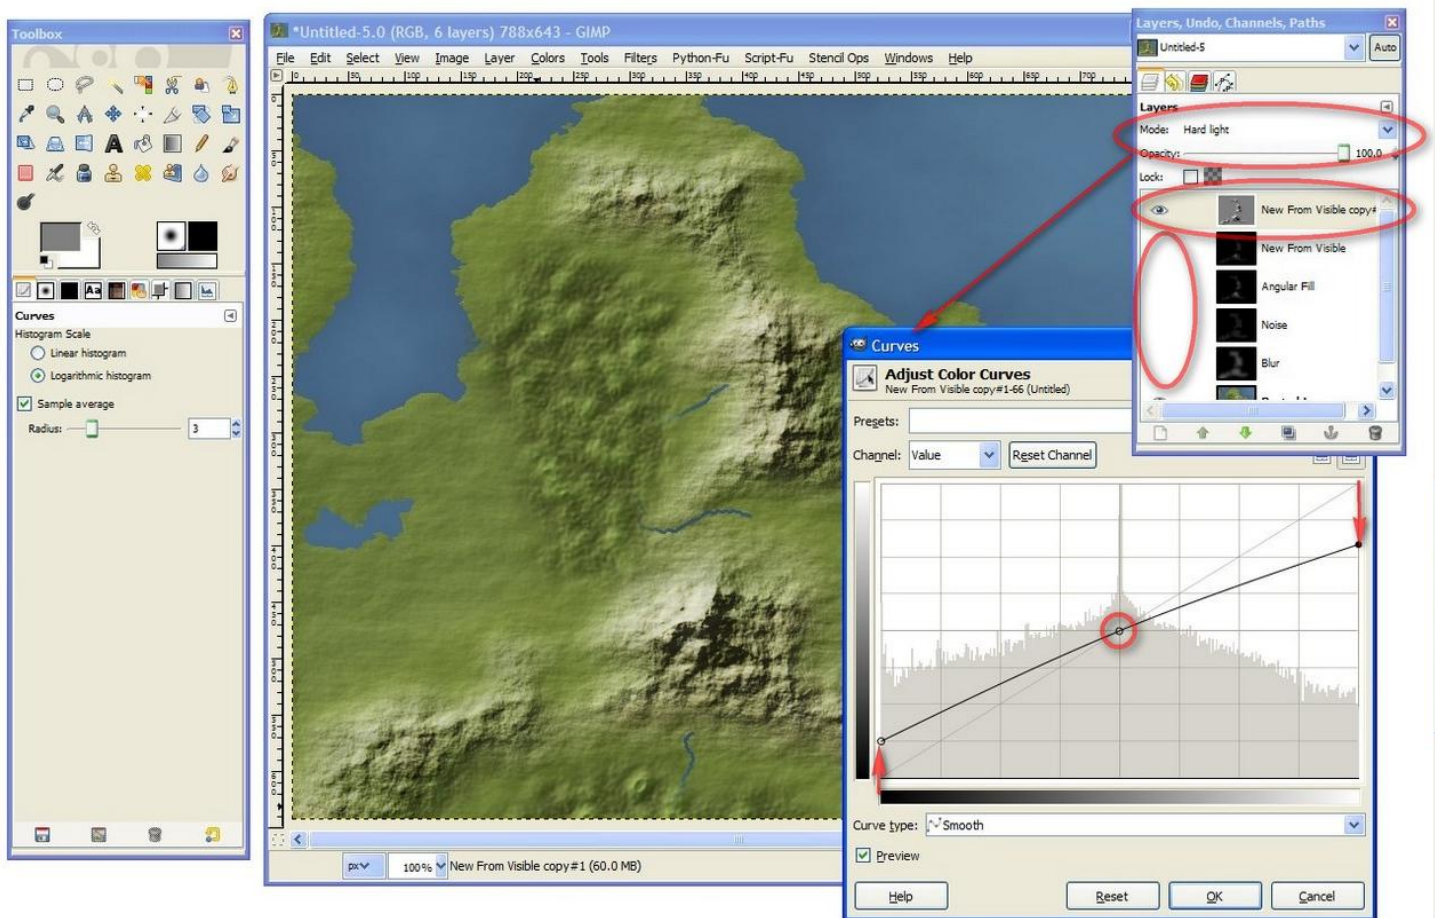 Toolbox
Curves
Histogram Scale
Linear histogram
Logarithmic histogram
Sample average
Radius: 3
*Untitled-5.0 (RGB, 6 layers) 788x643 - GIMP
File Edit Select View Image Layer Colors Tools Filters Python-Fu Script-Fu Stencil Ops Windows Help
px 100% New From Visible copy#1 (60.0 MB)
Layers, Undo, Channels, Paths
Untitled-5 Auto
Layers
Mode: Hard light
Opacity: 100.0
Lock:
New From Visible copy#
New From Visible
Angular Fill
Noise
Blur
Curves
Adjust Color Curves
New From Visible copy#1-66 (Untitled)
Presets:
Channel: Value Reset Channel
Curve type: Smooth
Preview
Help Reset OK Cancel